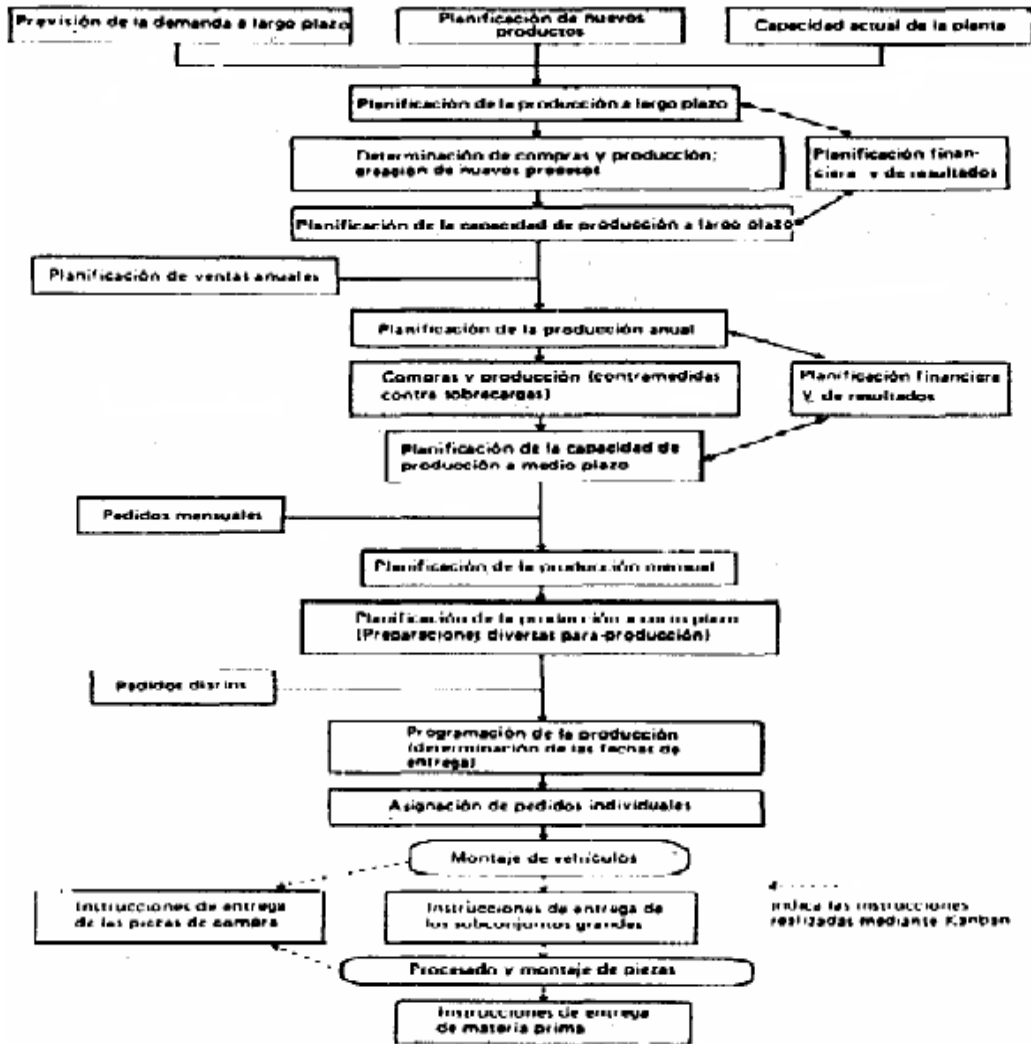 Previsión de la demanda a largo plazo
Planificación de nuevos
productos
Capacidad actual de la planta
Planificación de la producción a largo plazo
Determinación de compras y producción;
creación de nuevos procesos
Planificación finan-
ciera y de resultados
Planificación de la capacidad de producción a largo plazo
Planificación de ventas anuales
Planificación de la producción anual
Compras y producción (contramedidas
contra sobrecargas)
Planificación financiera
y de resultados
Planificación de la capacidad de
producción a medio plazo
Pedidos mensuales
Planificación de la producción mensual
Planificación de la producción a corto plazo
(Preparaciones diversas para-producción)
Pedidos diarios
Programación de la producción
(determinación de las fechas de
entrega)
Asignación de pedidos individuales
Montaje de vehículos
Instrucciones de entrega
de las piezas de compra
Instrucciones de entrega de
los subconjuntos grandes
Indica las instrucciones
realizadas mediante Kanban
Procesado y montaje de piezas
Instrucciones de entrega
de materia prima